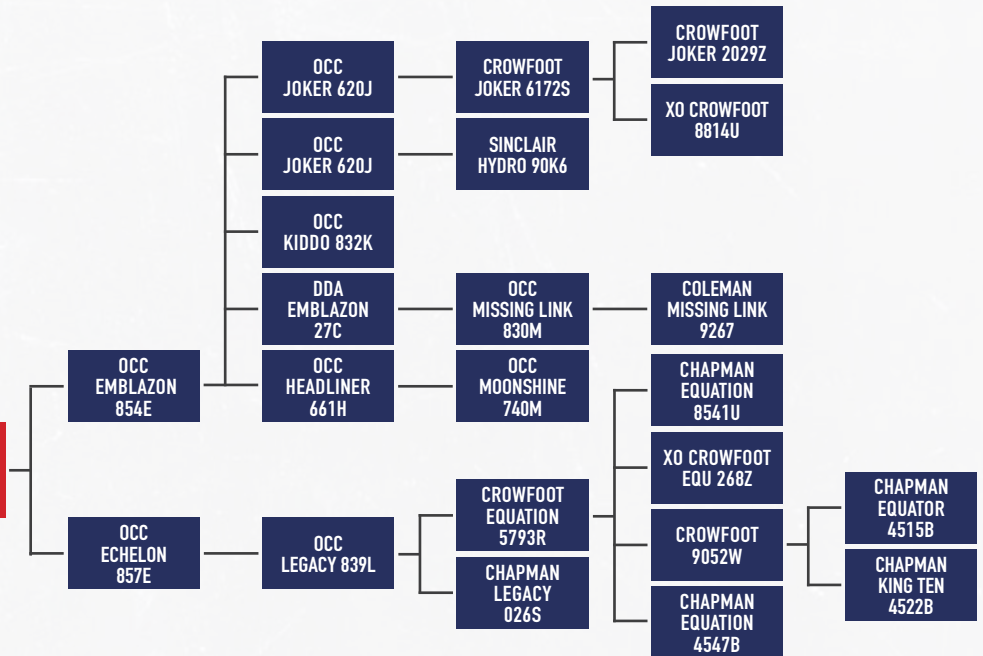 CROWFOOT
JOKER 2029Z
OCC
JOKER 620J
CROWFOOT
JOKER 6172S
XO CROWFOOT
8814U
OCC
JOKER 620J
SINCLAIR
HYDRO 90K6
OCC
KIDDO 832K
DDA
EMBLAZON
27C
OCC
MISSING LINK
830M
COLEMAN
MISSING LINK
9267
OCC
EMBLAZON
854E
OCC
HEADLINER
661H
OCC
MOONSHINE
740M
CHAPMAN
EQUATION
8541U
XO CROWFOOT
EQU 268Z
CROWFOOT
EQUATION
5793R
CHAPMAN
EQUATOR
4515B
OCC
ECHELON
857E
OCC
LEGACY 839L
CROWFOOT
9052W
CHAPMAN
LEGACY
026S
CHAPMAN
KING TEN
4522B
CHAPMAN
EQUATION
4547B